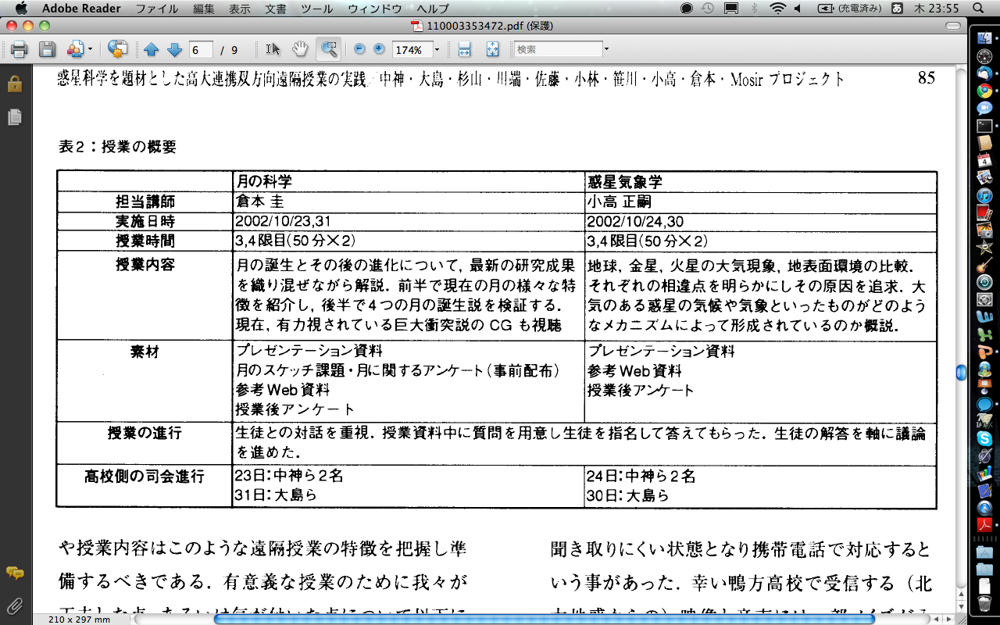 Adobe Reader ファイル 編集 表示 文書 ツール ウィンドウ ヘルプ (充電済み) あ 木 23:55
110003353472.pdf (保護)
6 / 9 174% 検索
惑星科学を題材とした高大連携双方向遠隔授業の実践/中神・大島・杉山・川端・佐藤・小林・笹川・小高・倉本・Mosir プロジェクト 85
表2:授業の概要
月の科学 惑星気象学
担当講師 倉本 圭 小高 正嗣
実施日時 2002/10/23,31 2002/10/24,30
授業時間 3,4限目(50分×2) 3,4限目(50分×2)
授業内容
月の誕生とその後の進化について, 最新の研究成果
を織り混ぜながら解説. 前半で現在の月の様々な特
徴を紹介し, 後半で4つの月の誕生説を検証する.
現在, 有力視されている巨大衝突説の CG も視聴
地球, 金星, 火星の大気現象, 地表面環境の比較.
それぞれの相違点を明らかにしその原因を追求. 大
気のある惑星の気候や気象といったものがどのよう
なメカニズムによって形成されているのか概説.
素材
プレゼンテーション資料
月のスケッチ課題・月に関するアンケート(事前配布)
参考Web資料
授業後アンケート
プレゼンテーション資料
参考Web資料
授業後アンケート
授業の進行
生徒との対話を重視. 授業資料中に質問を用意し生徒を指名して答えてもらった. 生徒の解答を軸に議論
を進めた.
高校側の司会進行
23日:中神ら2名
31日:大島ら
24日:中神ら2名
30日:大島ら
や授業内容はこのような遠隔授業の特徴を把握し準
備するべきである. 有意義な授業のために我々が
聞き取りにくい状態となり携帯電話で対応すると
いう事があった. 幸い鴨方高校で受信する(北
210 x 297 mm